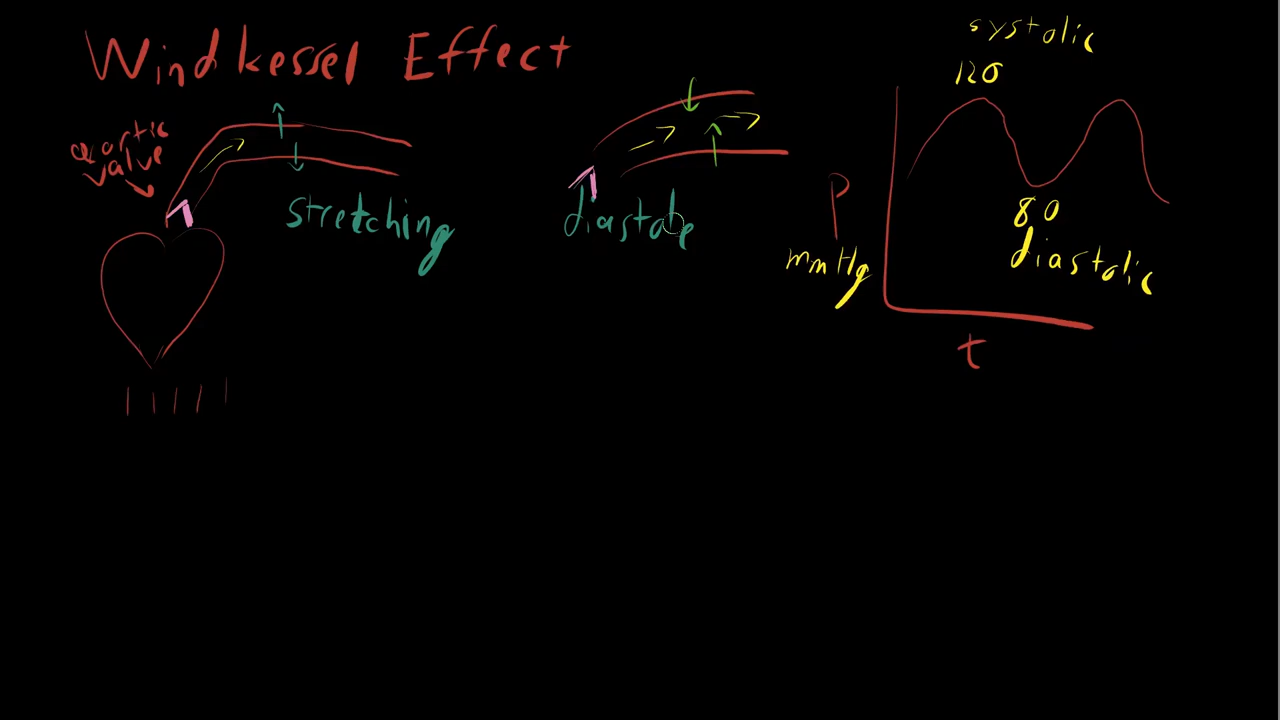 Windkessel Effect
aortic
valve
stretching
diastole
systolic
120
P
mmHg
80
diastolic
t